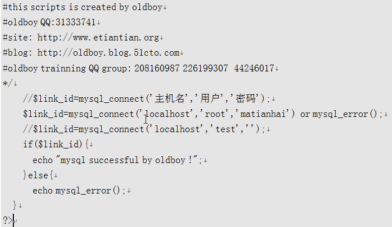 #this scripts is created by oldboy↓
#oldboy QQ:31333741↓
#site: http://www.etiantian.org↓
#blog: http://oldboy.blog.51cto.com↓
#oldboy trainning QQ group: 208160987 226199307 44246017↓
*/↓
//$link_id=mysql_connect('主机名','用户','密码');↓
$link_id=mysql_connect('localhost','root','matianhai') or mysql_error();↓
//$link_id=mysql_connect('localhost','test','');↓
if($link_id){↓
echo "mysql successful by oldboy !";↓
}else{↓
echo mysql_error();↓
}↓
?>